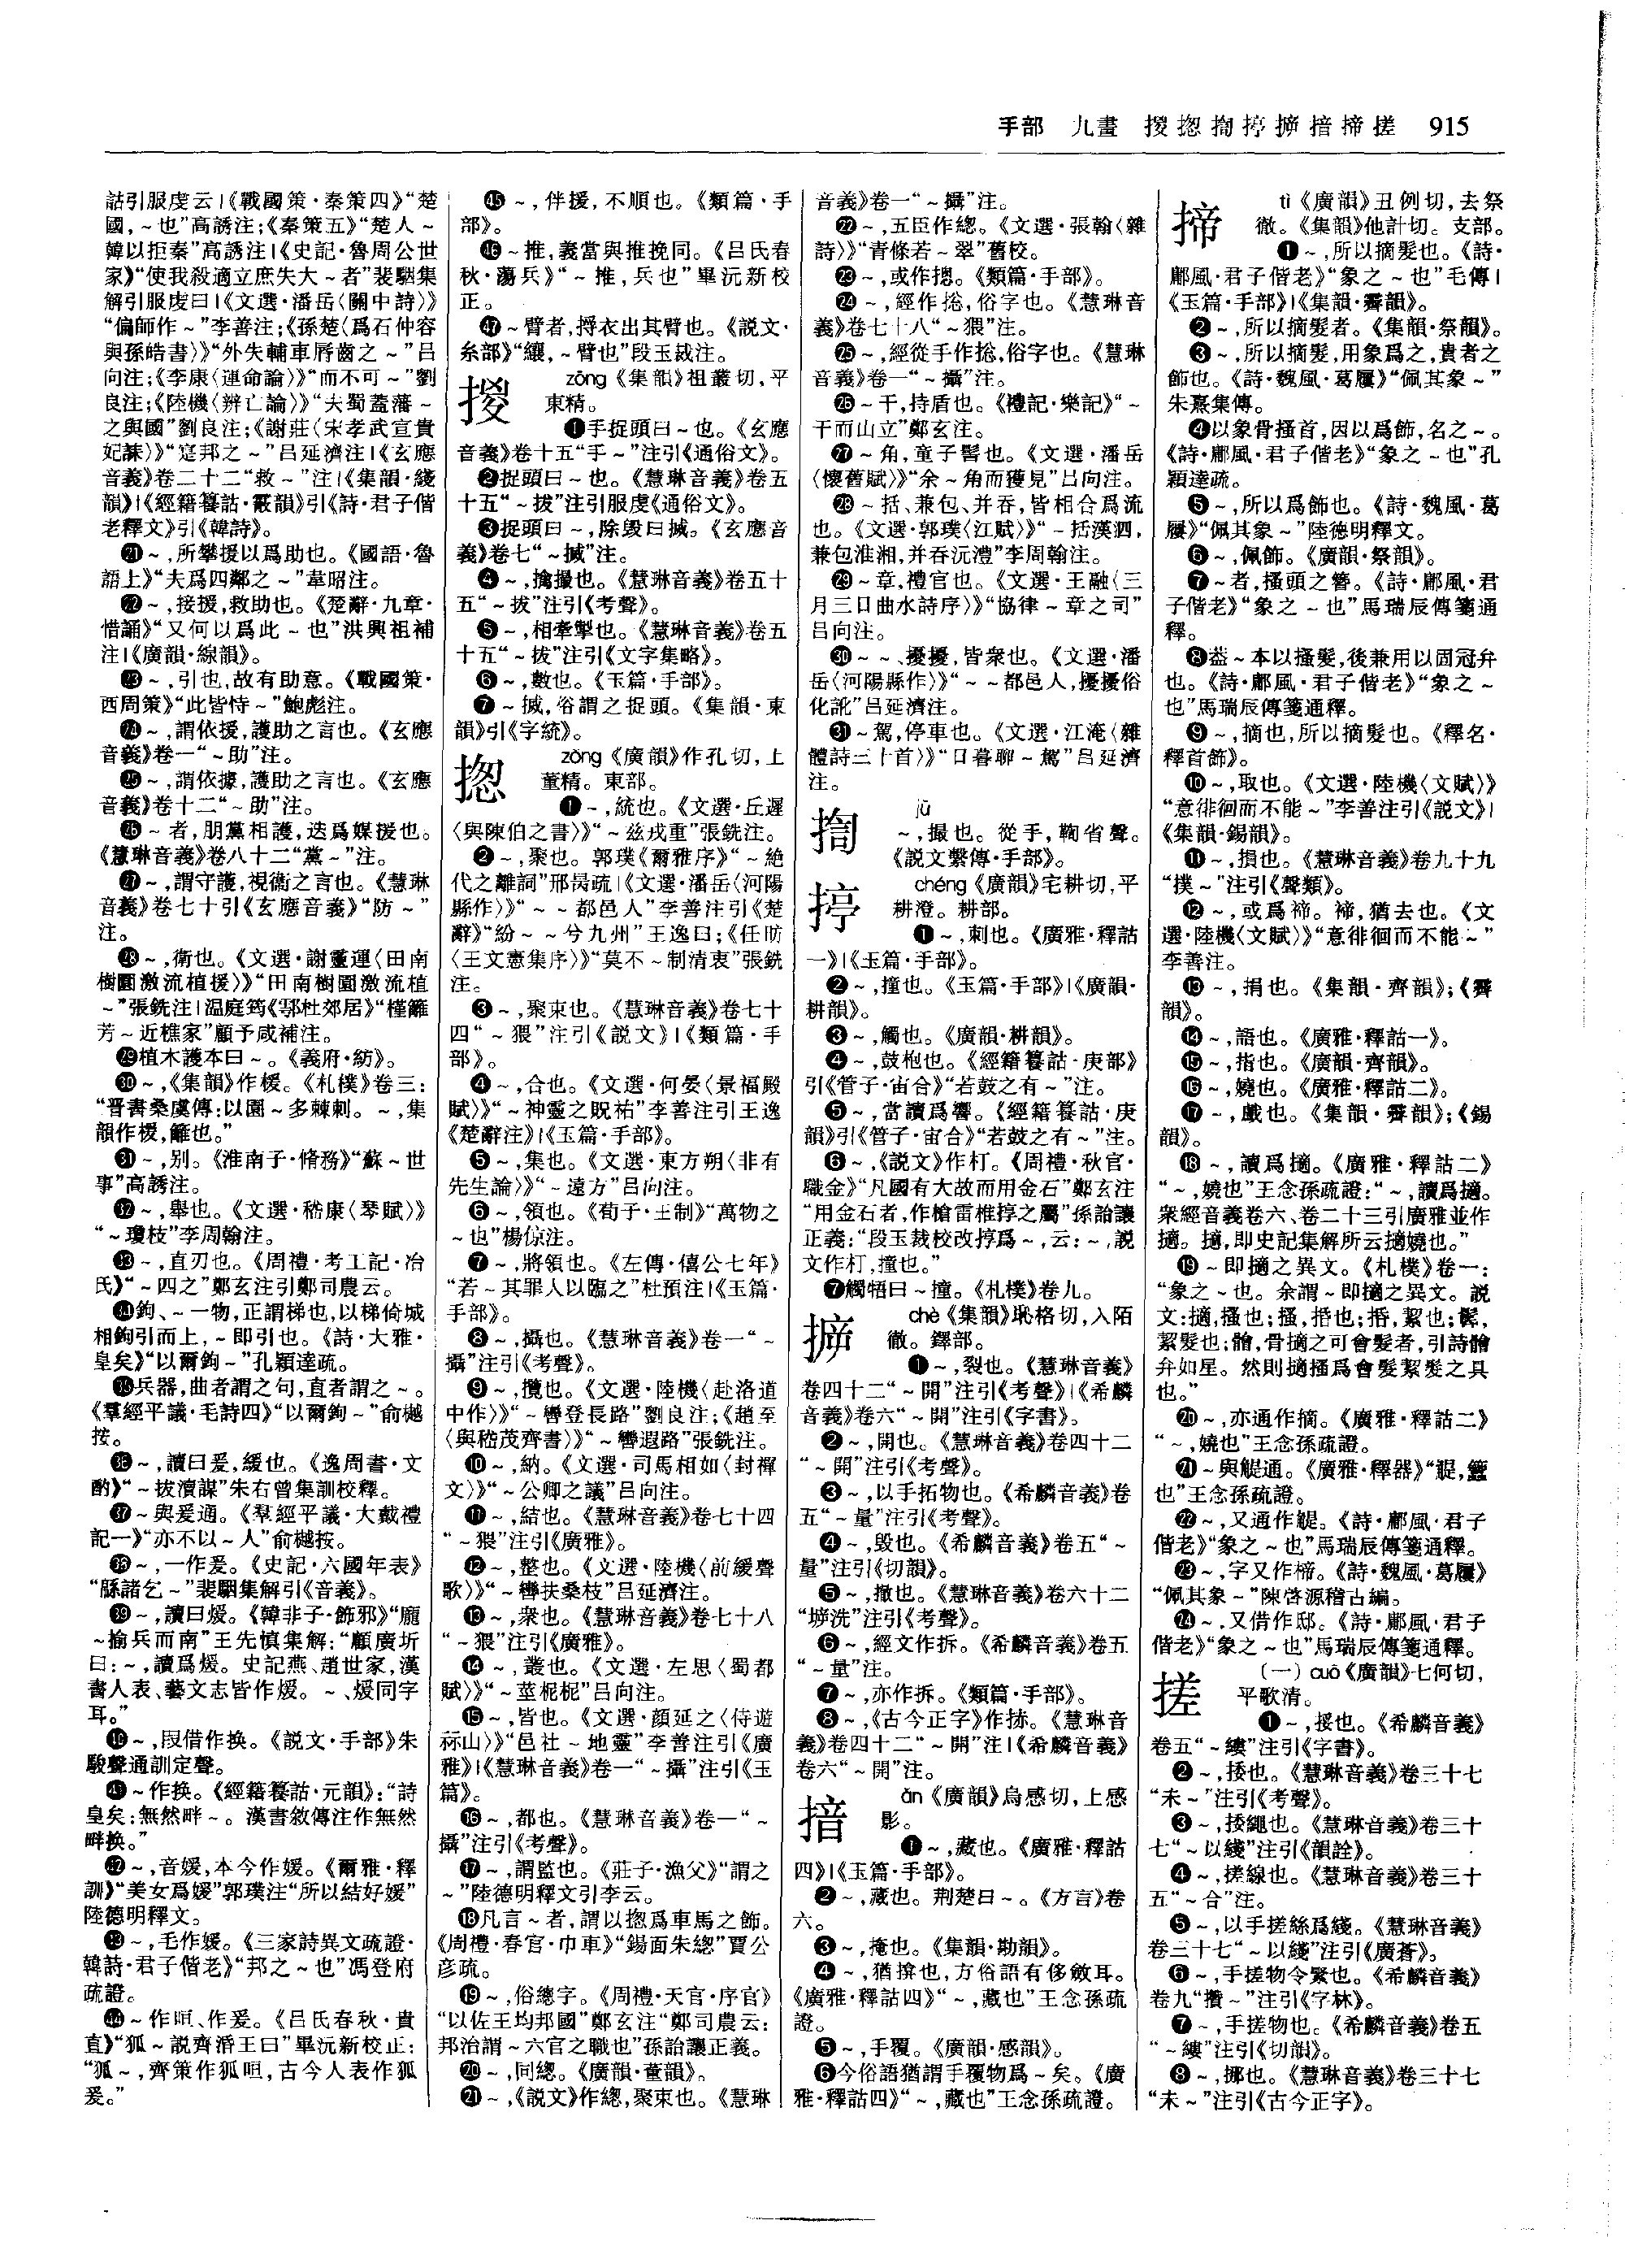 手部　九畫　揔 揨 揞 揥 搓　915
詁引服虔云|《戰國策·秦策四》“楚
國,~也”高誘注;《秦策五》“楚人~
韓以拒秦”高誘注|《史記·魯周公世
家》“使我殺適立庶失大~者”裴駰集
解引服虔曰|《文選·潘岳〈關中詩〉》
“偏師作~”李善注;《孫楚〈爲石仲容
與孫皓書〉》“外失輔車脣齒之~”呂
向注;《李康〈運命論〉》“而不可~”劉
良注;《陸機〈辨亡論〉》“夫蜀蓋藩~
之與國”劉良注;《謝莊〈宋孝武宣貴
妃誄〉》“寔邦之~”呂延濟注|《玄應
音義》卷二十二“救~”注|《集韻·綫
韻》|《經籍籑詁·霰韻》引《詩·君子偕
老釋文》引《韓詩》。
㉑~,所攀援以爲助也。《國語·魯
語上》“夫爲四鄰之~”韋昭注。
㉒~,接援,救助也。《楚辭·九章·
惜誦》“又何以爲此~也”洪興祖補
注|《廣韻·線韻》。
㉓~,引也,故有助意。《戰國策·
西周策》“此皆恃~”鮑彪注。
㉔~,謂依援,護助之言也。《玄應
音義》卷一“~助”注。
㉕~,謂依據,護助之言也。《玄應
音義》卷十二“~助”注。
㉖~者,朋黨相護,迭爲媒援也。
《慧琳音義》卷八十二“黨~”注。
㉗~,謂守護,視衞之言也。《慧琳
音義》卷七十引《玄應音義》“防~”
注。
㉘~,衛也。《文選·謝靈運〈田南
樹園激流植援〉》“田南樹園激流植
~”張銑注|温庭筠《鄠杜郊居》“槿籬
芳~近樵家”顧予咸補注。
㉙植木護本曰~。《義府·紡》。
㉚~,《集韻》作楥。《札樸》卷三:
“晉書桑虞傳:以園~多棘刺。~,集
韻作楥,籬也。”
㉛~,别。《淮南子·脩務》“蘇~世
事”高誘注。
㉜~,舉也。《文選·嵇康〈琴賦〉》
“~瓊枝”李周翰注。
㉝~,直刃也。《周禮·考工記·冶
氏》“~四之”鄭玄注引鄭司農云。
㉞鉤、~一物,正謂梯也,以梯倚城
相鉤引而上,~即引也。《詩·大雅·
皇矣》“以爾鉤~”孔穎達疏。
㉟兵器,曲者謂之句,直者謂之~。
《羣經平議·毛詩四》“以爾鉤~”俞樾
按。
㊱~,讀曰爰,緩也。《逸周書·文
酌》“~拔瀆謀”朱右曾集訓校釋。
㊲~與爰通。《羣經平議·大戴禮
記一》“亦不以~人”俞樾按。
㊳~,一作爰。《史記·六國年表》
“緜諸乞~”裴駰集解引《音義》。
㊴~,讀曰煖。《韓非子·飾邪》“龐
~揄兵而南”王先慎集解:“顧廣圻
曰:~,讀爲煖。史記燕、趙世家,漢
書人表、藝文志皆作煖。~、煖同字
耳。”
㊵~,叚借作换。《説文·手部》朱
駿聲通訓定聲。
㊶~作换。《經籍籑詁·元韻》:“詩
皇矣:無然畔~。漢書敘傳注作無然
畔换。”
㊷~,音媛,本今作媛。《爾雅·釋
訓》“美女爲媛”郭璞注“所以結好媛”
陸德明釋文。
㊸~,毛作媛。《三家詩異文疏證·
韓詩·君子偕老》“邦之~也”馮登府
疏證。
㊹~作咺、作爰。《吕氏春秋·貴
直》“狐~説齊湣王曰”畢沅新校正:
“狐~,齊策作狐咺,古今人表作狐
爰。”
㊺~,伴援,不順也。《類篇·手
部》。
㊻~推,義當與推挽同。《呂氏春
秋·蕩兵》“~推,兵也”畢沅新校
正。
㊼~臂者,捋衣出其臂也。《説文·
糸部》“纕,~臂也”段玉裁注。
zōng《集韻》祖叢切,平
東精。
❶手捉頭曰~也。《玄應
音義》卷十五“手~”注引《通俗文》。
❷捉頭曰~也。《慧琳音義》卷五
十五“~拔”注引服虔《通俗文》。
❸捉頭曰~,除毁曰搣。《玄應音
義》卷七“~搣”注。
❹~,擒撮也。《慧琳音義》卷五十
五“~拔”注引《考聲》。
❺~,相牽掣也。《慧琳音義》卷五
十五“~拔”注引《文字集略》。
❻~,數也。《玉篇·手部》。
❼~搣,俗謂之捉頭。《集韻·東
韻》引《字統》。
揔 zǒng《廣韻》作孔切,上
董精。東部。
❶~,統也。《文選·丘遲
〈與陳伯之書〉》“~茲戎重”張銑注。
❷~,聚也。郭璞《爾雅序》“~絶
代之離詞”邢昺疏|《文選·潘岳〈河陽
縣作〉》“~~都邑人”李善注引《楚
辭》“紛~~兮九州”王逸曰;《任昉
〈王文憲集序〉》“莫不~制清衷”張銑
注。
❸~,聚束也。《慧琳音義》卷七十
四“~猥”注引《説文》|《類篇·手
部》。
❹~,合也。《文選·何晏〈景福殿
賦〉》“~神靈之貺祐”李善注引王逸
《楚辭注》|《玉篇·手部》。
❺~,集也。《文選·東方朔〈非有
先生論〉》“~遠方”呂向注。
❻~,領也。《荀子·王制》“萬物之
~也”楊倞注。
❼~,將領也。《左傳·僖公七年》
“若~其罪人以臨之”杜預注|《玉篇·
手部》。
❽~,攝也。《慧琳音義》卷一“~
攝”注引《考聲》。
❾~,攬也。《文選·陸機〈赴洛道
中作〉》“~轡登長路”劉良注;《趙至
〈與嵇茂齊書〉》“~轡遐路”張銑注。
❿~,納。《文選·司馬相如〈封禪
文〉》“~公卿之議”呂向注。
⓫~,結也。《慧琳音義》卷七十四
“~猥”注引《廣雅》。
⓬~,整也。《文選·陸機〈前緩聲
歌〉》“~轡扶桑枝”呂延濟注。
⓭~,衆也。《慧琳音義》卷七十八
“~猥”注引《廣雅》。
⓮~,叢也。《文選·左思〈蜀都
賦〉》“~莖柅柅”呂向注。
⓯~,皆也。《文選·顔延之〈侍遊
蒜山〉》“邑社~地靈”李善注引《廣
雅》|《慧琳音義》卷一“~攝”注引《玉
篇》。
⓰~,都也。《慧琳音義》卷一“~
攝”注引《考聲》。
⓱~,謂監也。《莊子·漁父》“謂之
~”陸德明釋文引李云。
⓲凡言~者,謂以揔爲車馬之飾。
《周禮·春官·巾車》“錫面朱總”賈公
彦疏。
⓳~,俗總字。《周禮·天官·序官》
“以佐王均邦國”鄭玄注“鄭司農云:
邦治謂~六官之職也”孫詒讓正義。
⓴~,同總。《廣韻·董韻》。
㉑~,《説文》作總,聚束也。《慧琳
音義》卷一“~攝”注。
㉒~,五臣作總。《文選·張翰〈雜
詩〉》“青條若~翠”舊校。
㉓~,或作摠。《類篇·手部》。
㉔~,經作捴,俗字也。《慧琳音
義》卷七十八“~猥”注。
㉕~,經從手作捴,俗字也。《慧琳
音義》卷一“~攝”注。
㉖~干,持盾也。《禮記·樂記》“~
干而山立”鄭玄注。
㉗~角,童子髻也。《文選·潘岳
〈懷舊賦〉》“余~角而獲見”呂向注。
㉘~括、兼包、并吞,皆相合爲流
也。《文選·郭璞〈江賦〉》“~括漢泗,
兼包淮湘,并吞沅澧”李周翰注。
㉙~章,禮官也。《文選·王融〈三
月三日曲水詩序〉》“協律~章之司”
呂向注。
㉚~~、擾擾,皆衆也。《文選·潘
岳〈河陽縣作〉》“~~都邑人,擾擾俗
化訛”呂延濟注。
㉛~駕,停車也。《文選·江淹〈雜
體詩三十首〉》“日暮聊~駕”呂延濟
注。
jū
~,撮也。從手,鞫省聲。
《説文繫傳·手部》。
揨 chéng《廣韻》宅耕切,平
耕澄。耕部。
❶~,刺也。《廣雅·釋詁
一》|《玉篇·手部》。
❷~,撞也。《玉篇·手部》|《廣韻·
耕韻》。
❸~,觸也。《廣韻·耕韻》。
❹~,鼓枹也。《經籍籑詁·庚部》
引《管子·宙合》“若鼓之有~”注。
❺~,當讀爲響。《經籍籑詁·庚
韻》引《管子·宙合》“若鼓之有~”注。
❻~,《説文》作朾。《周禮·秋官·
職金》“凡國有大故而用金石”鄭玄注
“用金石者,作槍雷椎揨之屬”孫詒讓
正義:“段玉裁校改揨爲~,云:~,説
文作朾,撞也。”
❼觸牾曰~撞。《札樸》卷九。
chè《集韻》恥格切,入陌
徹。鐸部。
❶~,裂也。《慧琳音義》
卷四十二“~開”注引《考聲》|《希麟
音義》卷六“~開”注引《字書》。
❷~,開也。《慧琳音義》卷四十二
“~開”注引《考聲》。
❸~,以手拓物也。《希麟音義》卷
五“~量”注引《考聲》。
❹~,毁也。《希麟音義》卷五“~
量”注引《切韻》。
❺~,撤也。《慧琳音義》卷六十二
洗”注引《考聲》。
❻~,經文作拆。《希麟音義》卷五
“~量”注。
❼~,亦作拆。《類篇·手部》。
❽~,《古今正字》作㧻。《慧琳音
義》卷四十二“~開”注|《希麟音義》
卷六“~開”注。
揞 ǎn《廣韻》烏感切,上感
影。
❶~,藏也。《廣雅·釋詁
四》|《玉篇·手部》。
❷~,藏也。荆楚曰~。《方言》卷
六。
❸~,掩也。《集韻·勘韻》。
❹~,猶揜也,方俗語有侈斂耳。
《廣雅·釋詁四》“~,藏也”王念孫疏
證。
❺~,手覆。《廣韻·感韻》。
❻今俗語猶謂手覆物爲~矣。《廣
雅·釋詁四》“~,藏也”王念孫疏證。
揥 tì《廣韻》丑例切,去祭
徹。《集韻》他計切。支部。
❶~,所以摘髮也。《詩·
鄘風·君子偕老》“象之~也”毛傳|
《玉篇·手部》|《集韻·霽韻》。
❷~,所以摘髮者。《集韻·祭韻》。
❸~,所以摘髮,用象爲之,貴者之
飾也。《詩·魏風·葛屨》“佩其象~”
朱熹集傳。
❹以象骨搔首,因以爲飾,名之~。
《詩·鄘風·君子偕老》“象之~也”孔
穎達疏。
❺~,所以爲飾也。《詩·魏風·葛
屨》“佩其象~”陸德明釋文。
❻~,佩飾。《廣韻·祭韻》。
❼~者,搔頭之簪。《詩·鄘風·君
子偕老》“象之~也”馬瑞辰傳箋通
釋。
❽蓋~本以搔髮,後兼用以固冠弁
也。《詩·鄘風·君子偕老》“象之~
也”馬瑞辰傳箋通釋。
❾~,摘也,所以摘髮也。《釋名·
釋首飾》。
❿~,取也。《文選·陸機〈文賦〉》
“意徘徊而不能~”李善注引《説文》|
《集韻·錫韻》。
⓫~,損也。《慧琳音義》卷九十九
“撲~”注引《聲類》。
⓬~,或爲禘。禘,猶去也。《文
選·陸機〈文賦〉》“意徘徊而不能~”
李善注。
⓭~,捐也。《集韻·齊韻》;《霽
韻》。
⓮~,語也。《廣雅·釋詁一》。
⓯~,指也。《廣韻·齊韻》。
⓰~,嬈也。《廣雅·釋詁二》。
⓱~,戲也。《集韻·霽韻》;《錫
韻》。
⓲~,讀爲擿。《廣雅·釋詁二》
“~,嬈也”王念孫疏證:“~,讀爲擿。
衆經音義卷六、卷二十三引廣雅並作
擿。擿,即史記集解所云擿嬈也。”
⓳~即擿之異文。《札樸》卷一:
“象之~也。余謂~即擿之異文。説
文:擿,搔也;搔,㨖也;㨖,絜也;髺,
絜髮也;䯤,骨擿之可會髮者,引詩䯤
弁如星。然則擿搔爲會髮絜髮之具
也。”
⓴~,亦通作摘。《廣雅·釋詁二》
“~,嬈也”王念孫疏證。
㉑~與鯷通。《廣雅·釋器》
也”王念孫疏證。
㉒~,又通作鯷。《詩·鄘風·君子
偕老》“象之~也”馬瑞辰傳箋通釋。
㉓~,字又作楴。《詩·魏風·葛屨》
“佩其象~”陳啓源稽古編。
㉔~,又借作邸。《詩·鄘風·君子
偕老》“象之~也”馬瑞辰傳箋通釋。
搓 (一)cuō《廣韻》七何切,
平歌清。
❶~,挼也。《希麟音義》
卷五“~縷”注引《字書》。
❷~,捼也。《慧琳音義》卷三十七
“未~”注引《考聲》。
❸~,捼繩也。《慧琳音義》卷三十
七“~以綫”注引《韻詮》。
❹~,搓線也。《慧琳音義》卷三十
五“~合”注。
❺~,以手搓絲爲綫。《慧琳音義》
卷三十七“~以綫”注引《廣蒼》。
❻~,手搓物令緊也。《希麟音義》
卷九“攢~”注引《字林》。
❼~,手搓物也。《希麟音義》卷五
“~縷”注引《切韻》。
❽~,挪也。《慧琳音義》卷三十七
“未~”注引《古今正字》。